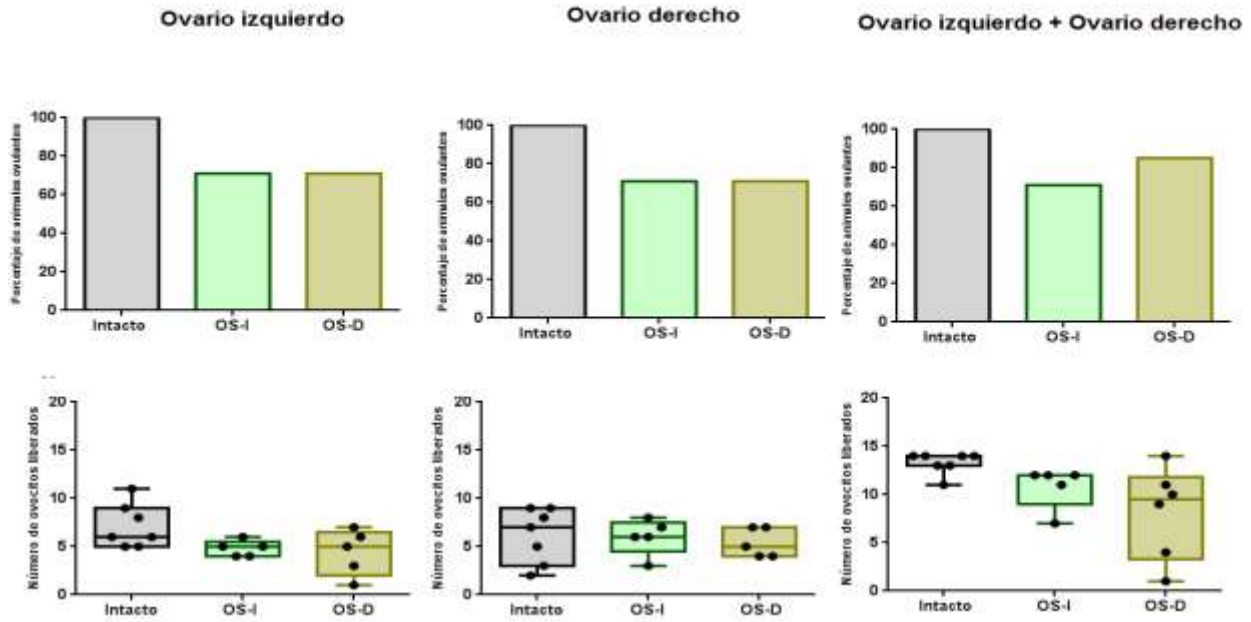 Ovario izquierdo
Ovario derecho
Ovario izquierdo + Ovario derecho
Porcentaje de animales ovulantes
100
80
60
40
20
0
Intacto OS-I OS-D
Porcentaje de animales ovulantes
100
80
60
40
20
0
Intacto OS-I OS-D
Porcentaje de animales ovulantes
100
80
60
40
20
0
Intacto OS-I OS-D
Número de ovocitos liberados
20
15
10
5
0
Intacto OS-I OS-D
Número de ovocitos liberados
20
15
10
5
0
Intacto OS-I OS-D
Número de ovocitos liberados
20
15
10
5
0
Intacto OS-I OS-D